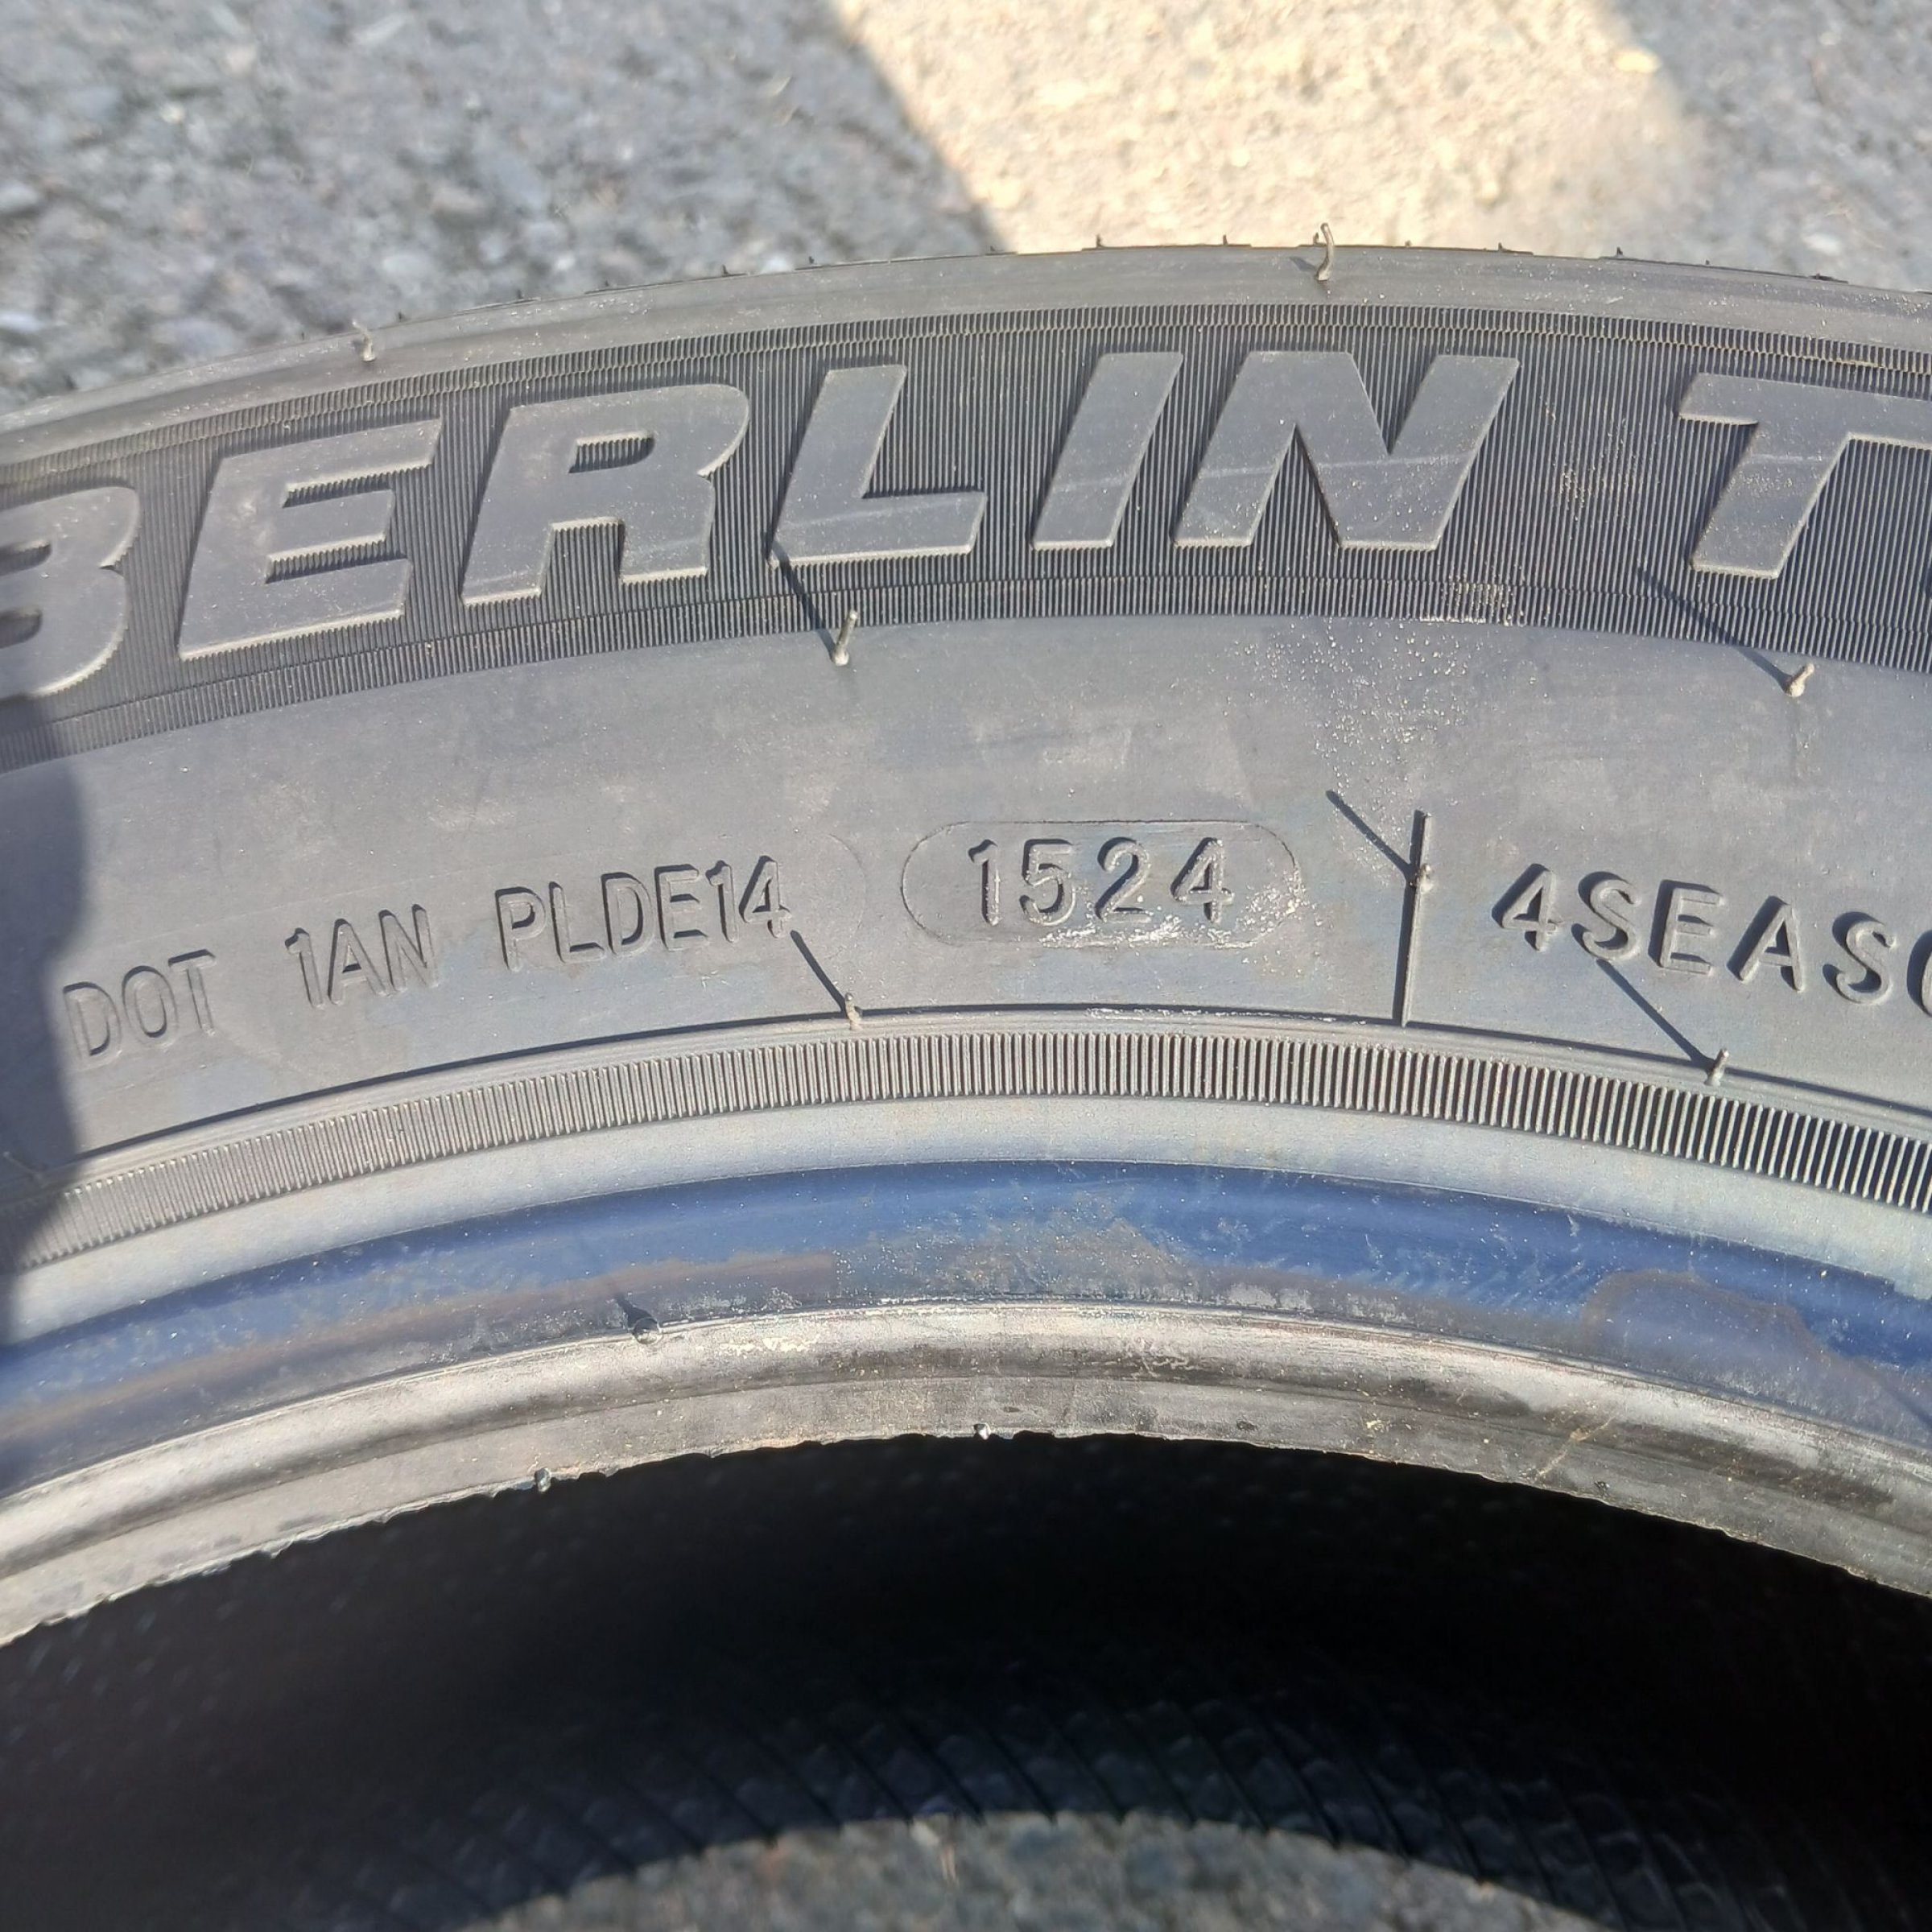 BERLIN T
DOT 1AN PLDE14 1524 4SEAS